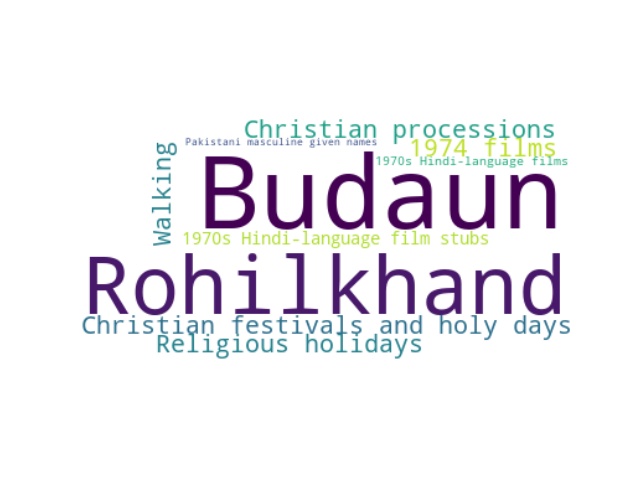 Christian processions
Pakistani masculine given names
1974 films
Walking
1970s Hindi-language films
Budaun
1970s Hindi-language film stubs
Rohilkhand
Christian festivals and holy days
Religious holidays